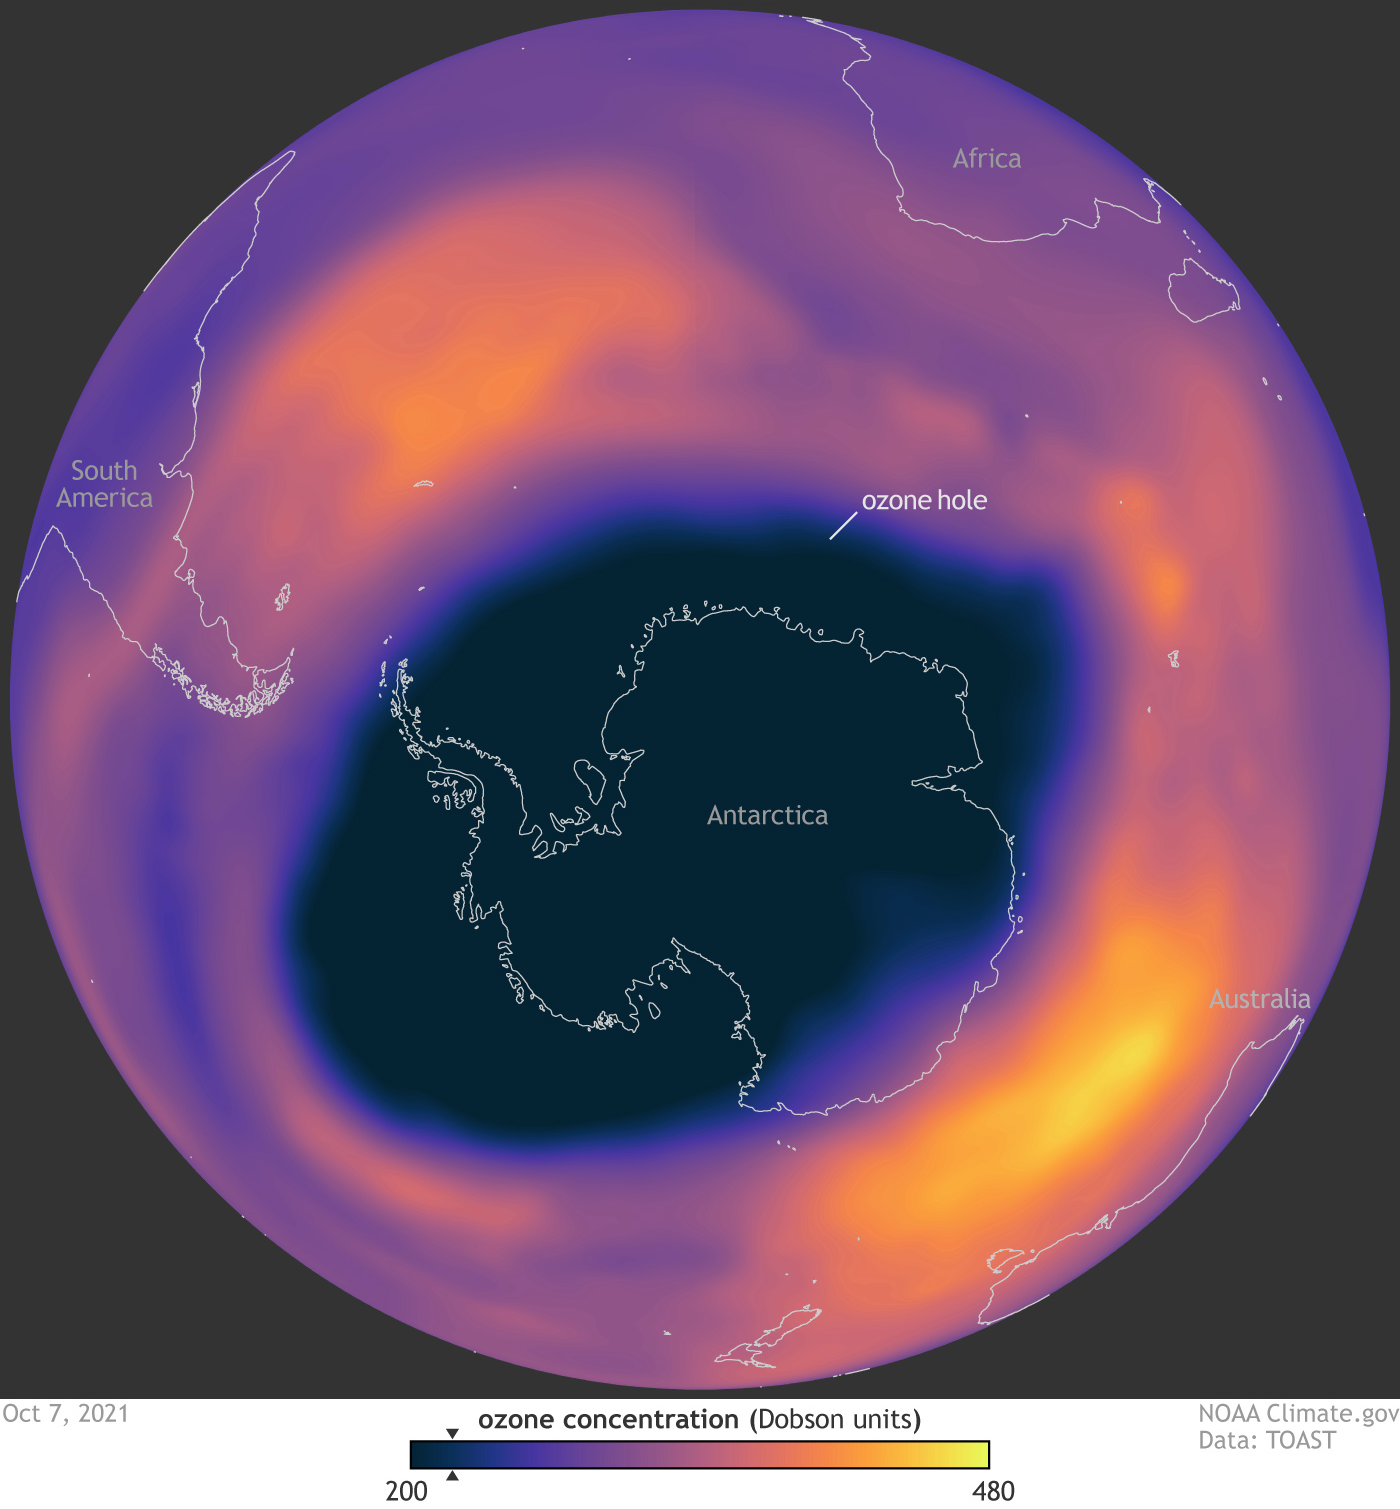 Africa
South
America
ozone hole
Antarctica
Australia
Oct 7, 2021
ozone concentration (Dobson units)
NOAA Climate.gov
Data: TOAST
200
480